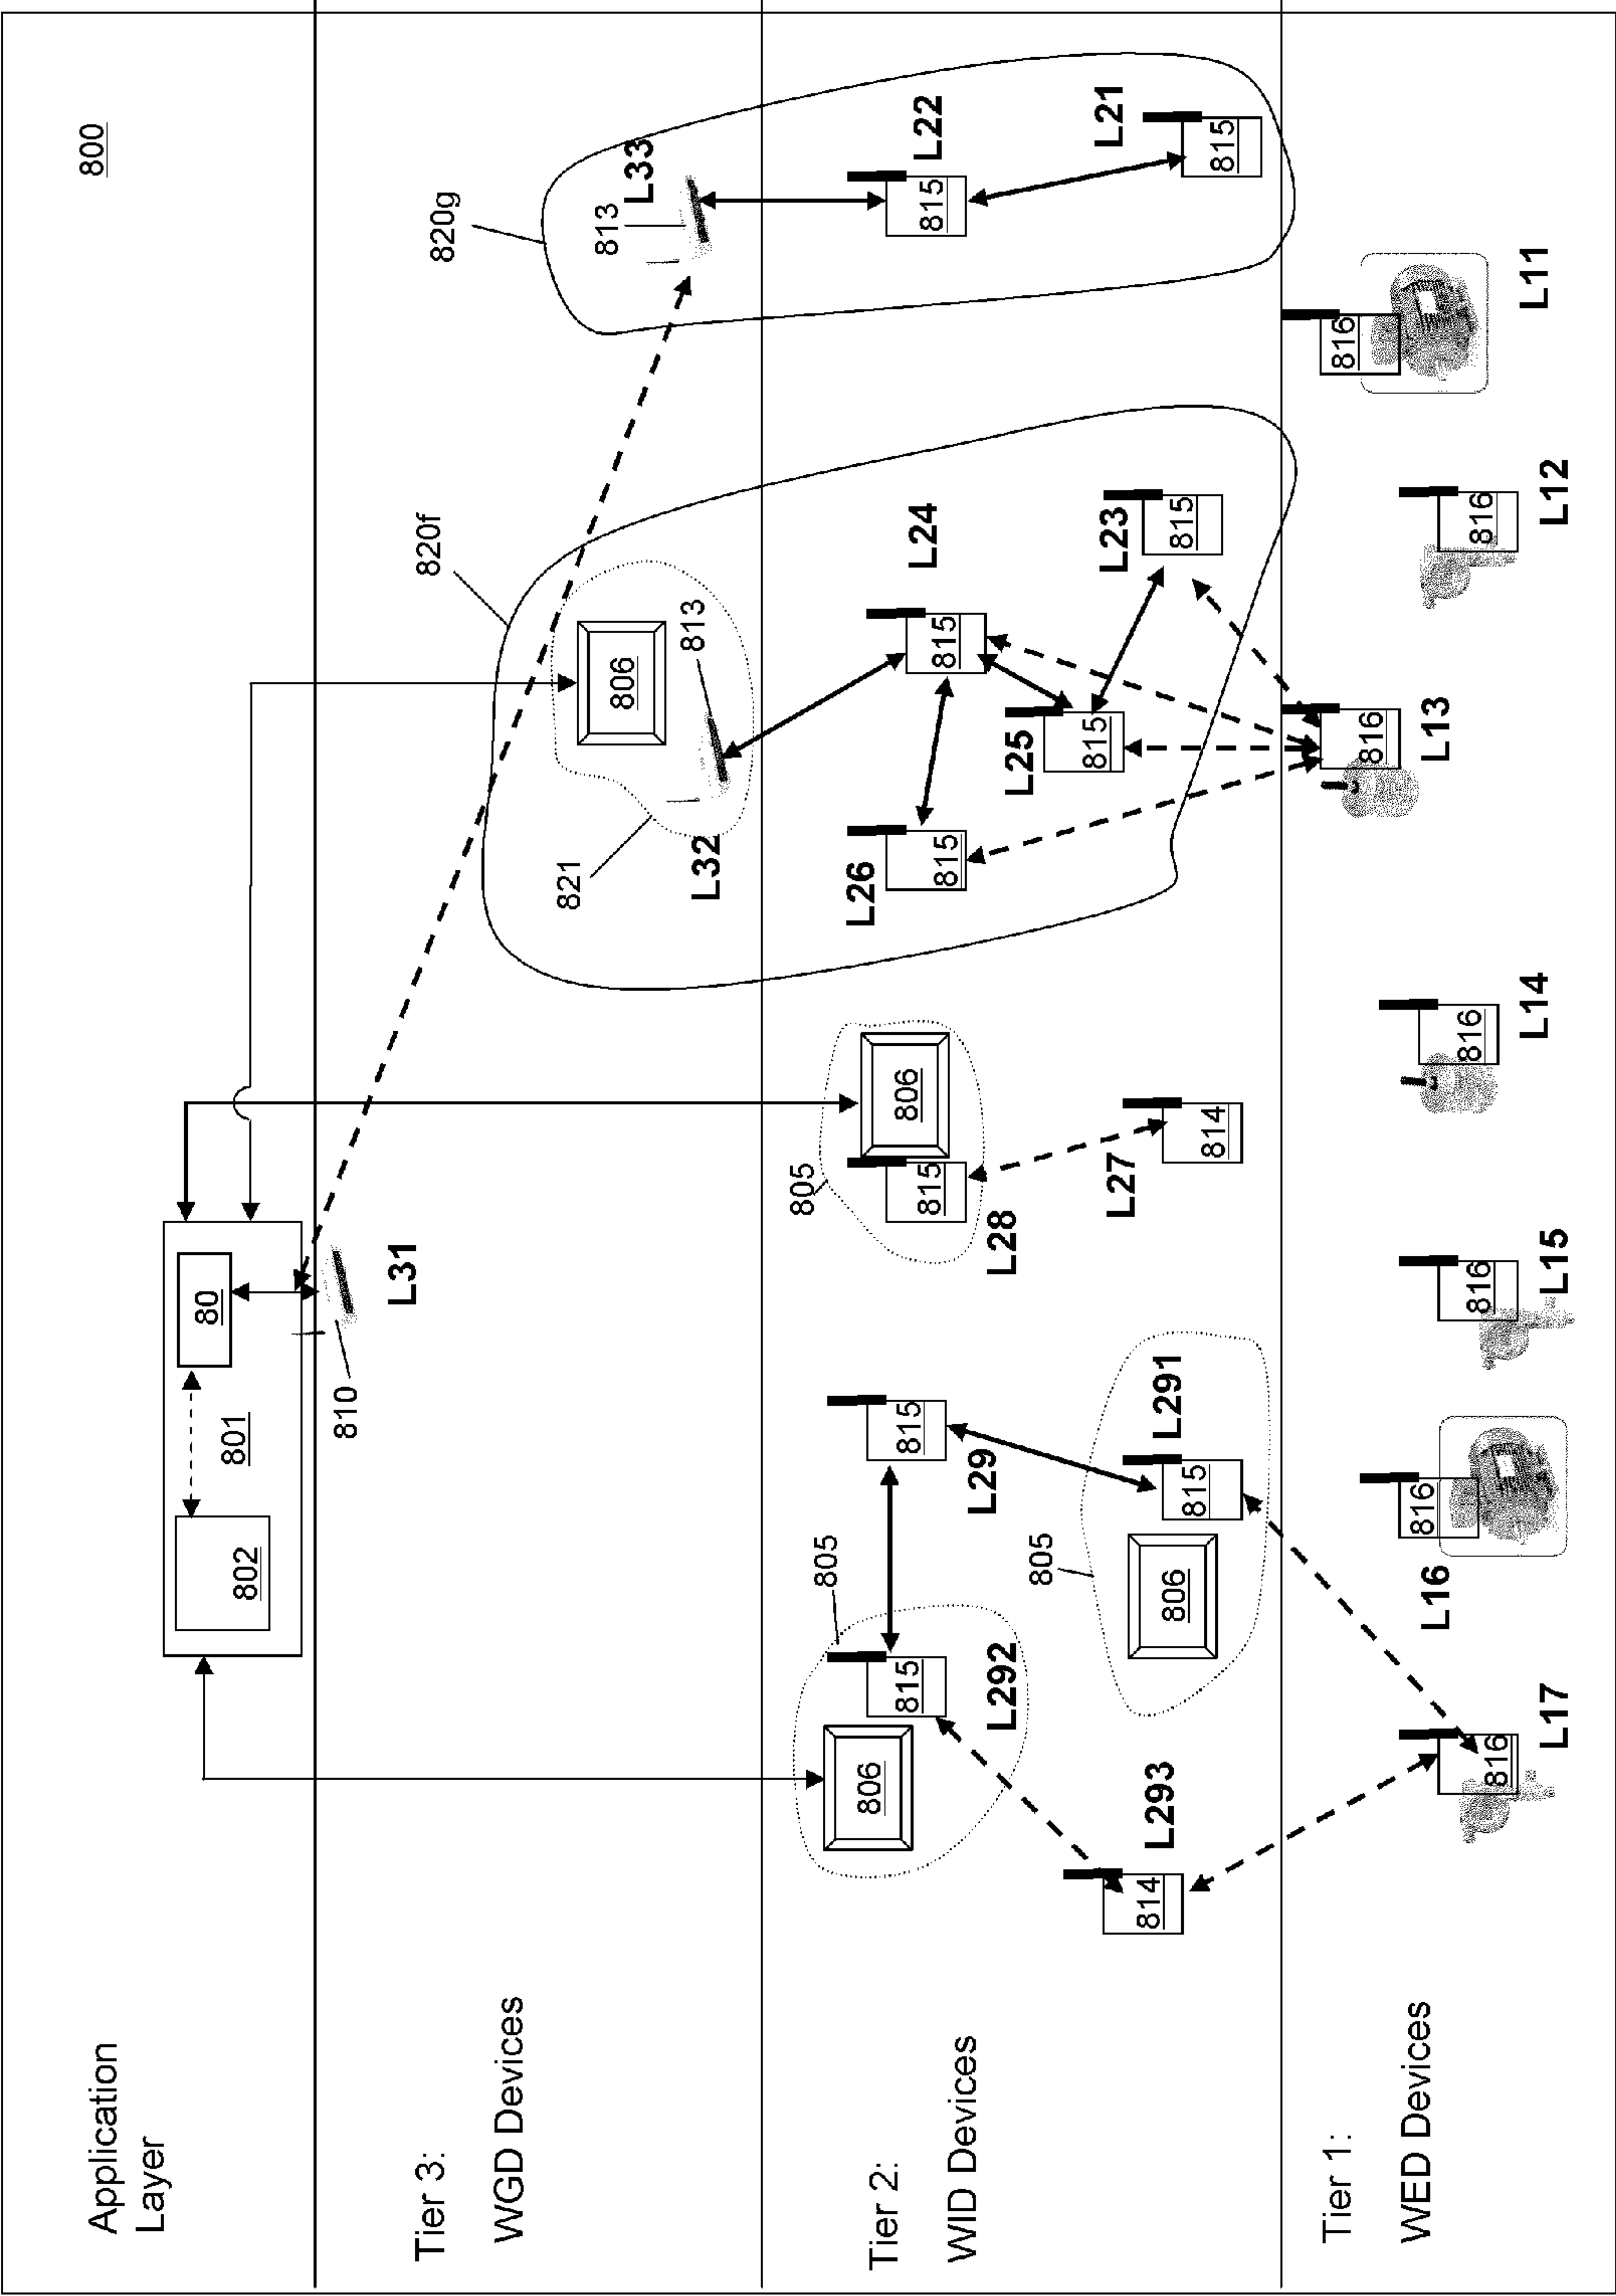 800
Application
Layer
802
801
80
810
L31
Tier 3:
WGD Devices
820f
820g
821
806
813
L32
813
L33
Tier 2:
WID Devices
806
805
815
L292
815
L29
805
815
806
L28
L26
815
L24
815
L22
815
814
L293
805
806
815
L291
L27
814
L25
815
L23
815
L21
815
Tier 1:
WED Devices
816
L17
L16
816
816
L15
816
L14
816
L13
816
L12
816
L11